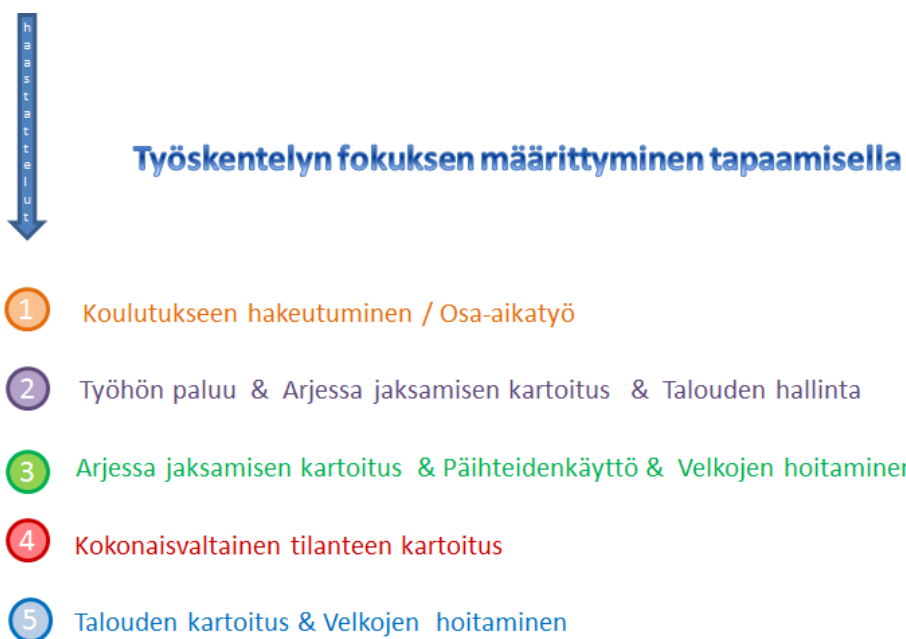 haastattelut
Työskentelyn fokuksen määrittyminen tapaamisella
1 Koulutukseen hakeutuminen / Osa-aikatyö
2 Työhön paluu & Arjessa jaksamisen kartoitus & Talouden hallinta
3 Arjessa jaksamisen kartoitus & Päihteidenkäyttö & Velkojen hoitaminen
4 Kokonaisvaltainen tilanteen kartoitus
5 Talouden kartoitus & Velkojen hoitaminen